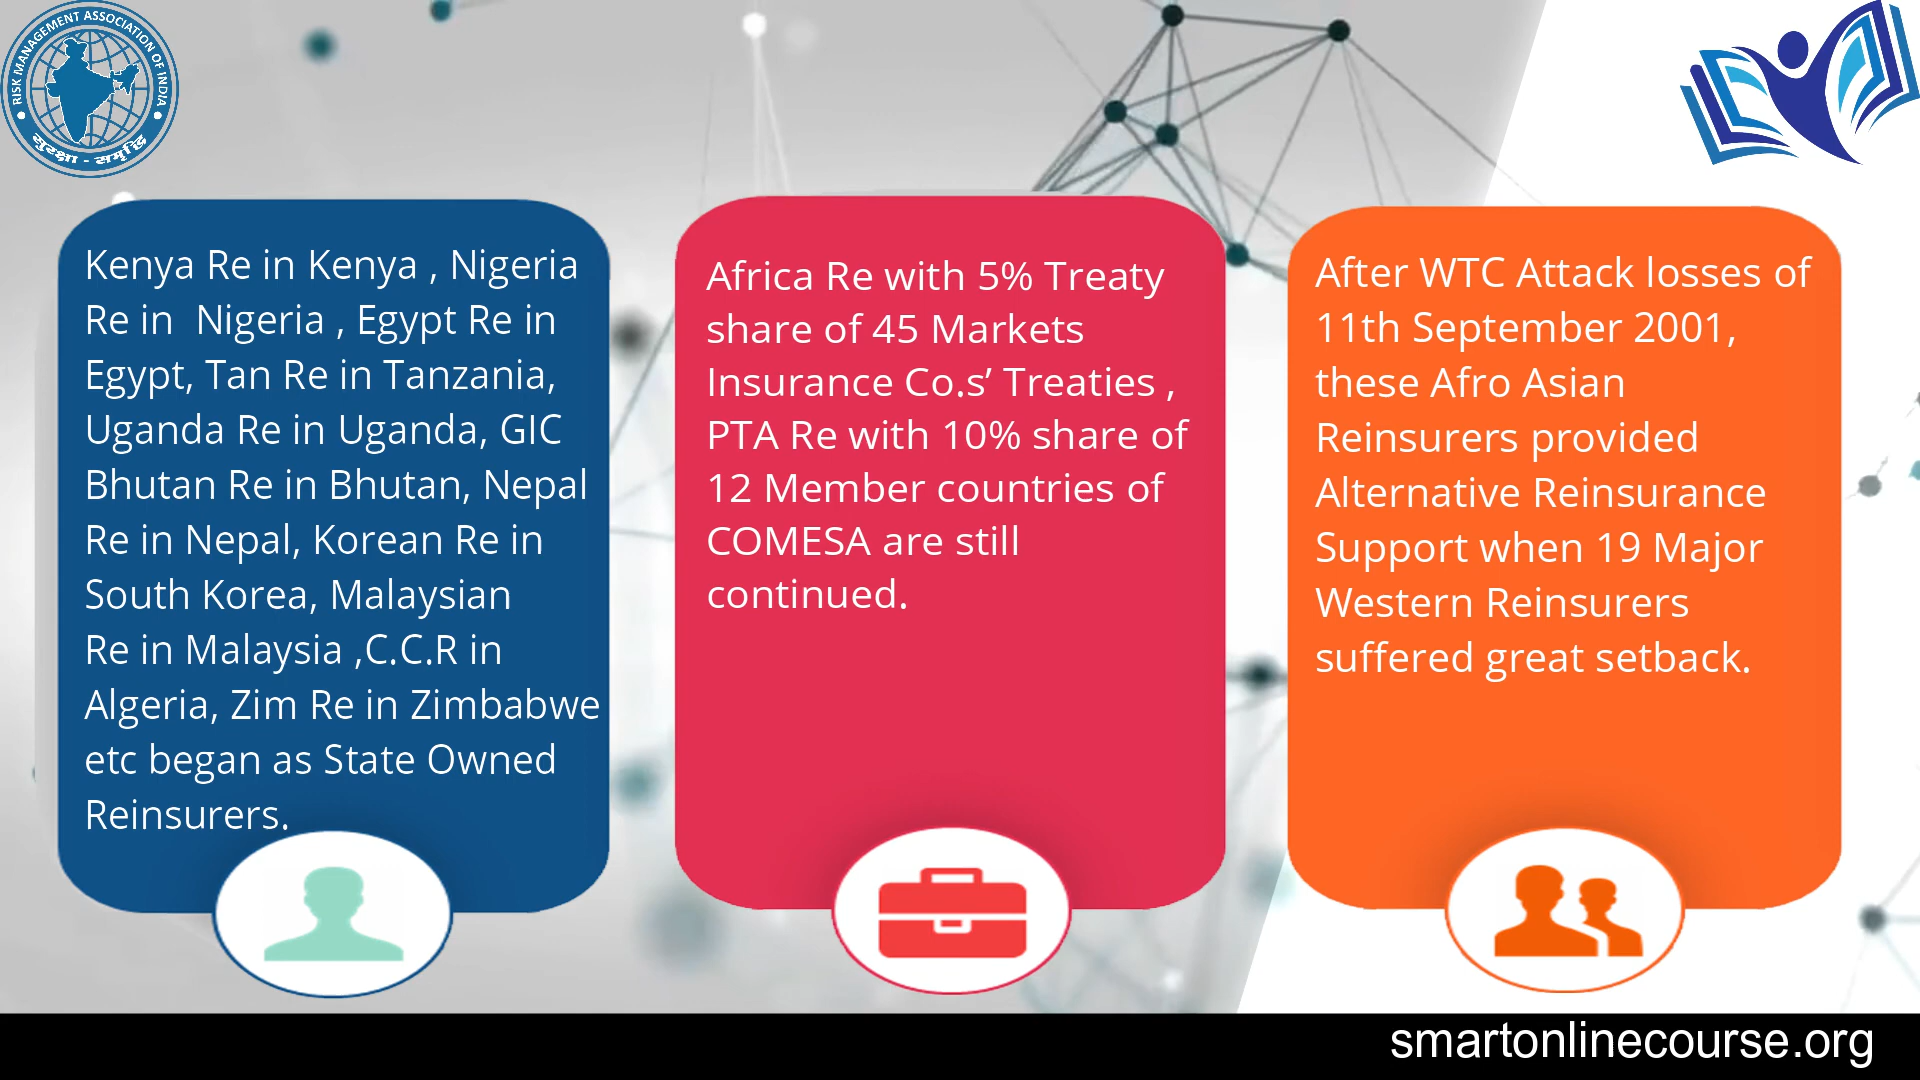 RISK MANAGEMENT ASSOCIATION OF INDIA
सुरक्षा - समृद्धि
Kenya Re in Kenya , Nigeria
Re in  Nigeria , Egypt Re in
Egypt, Tan Re in Tanzania,
Uganda Re in Uganda, GIC
Bhutan Re in Bhutan, Nepal
Re in Nepal, Korean Re in
South Korea, Malaysian
Re in Malaysia ,C.C.R in
Algeria, Zim Re in Zimbabwe
etc began as State Owned
Reinsurers.
Africa Re with 5% Treaty
share of 45 Markets
Insurance Co.s’ Treaties ,
PTA Re with 10% share of
12 Member countries of
COMESA are still
continued.
After WTC Attack losses of
11th September 2001,
these Afro Asian
Reinsurers provided
Alternative Reinsurance
Support when 19 Major
Western Reinsurers
suffered great setback.
smartonlinecourse.org